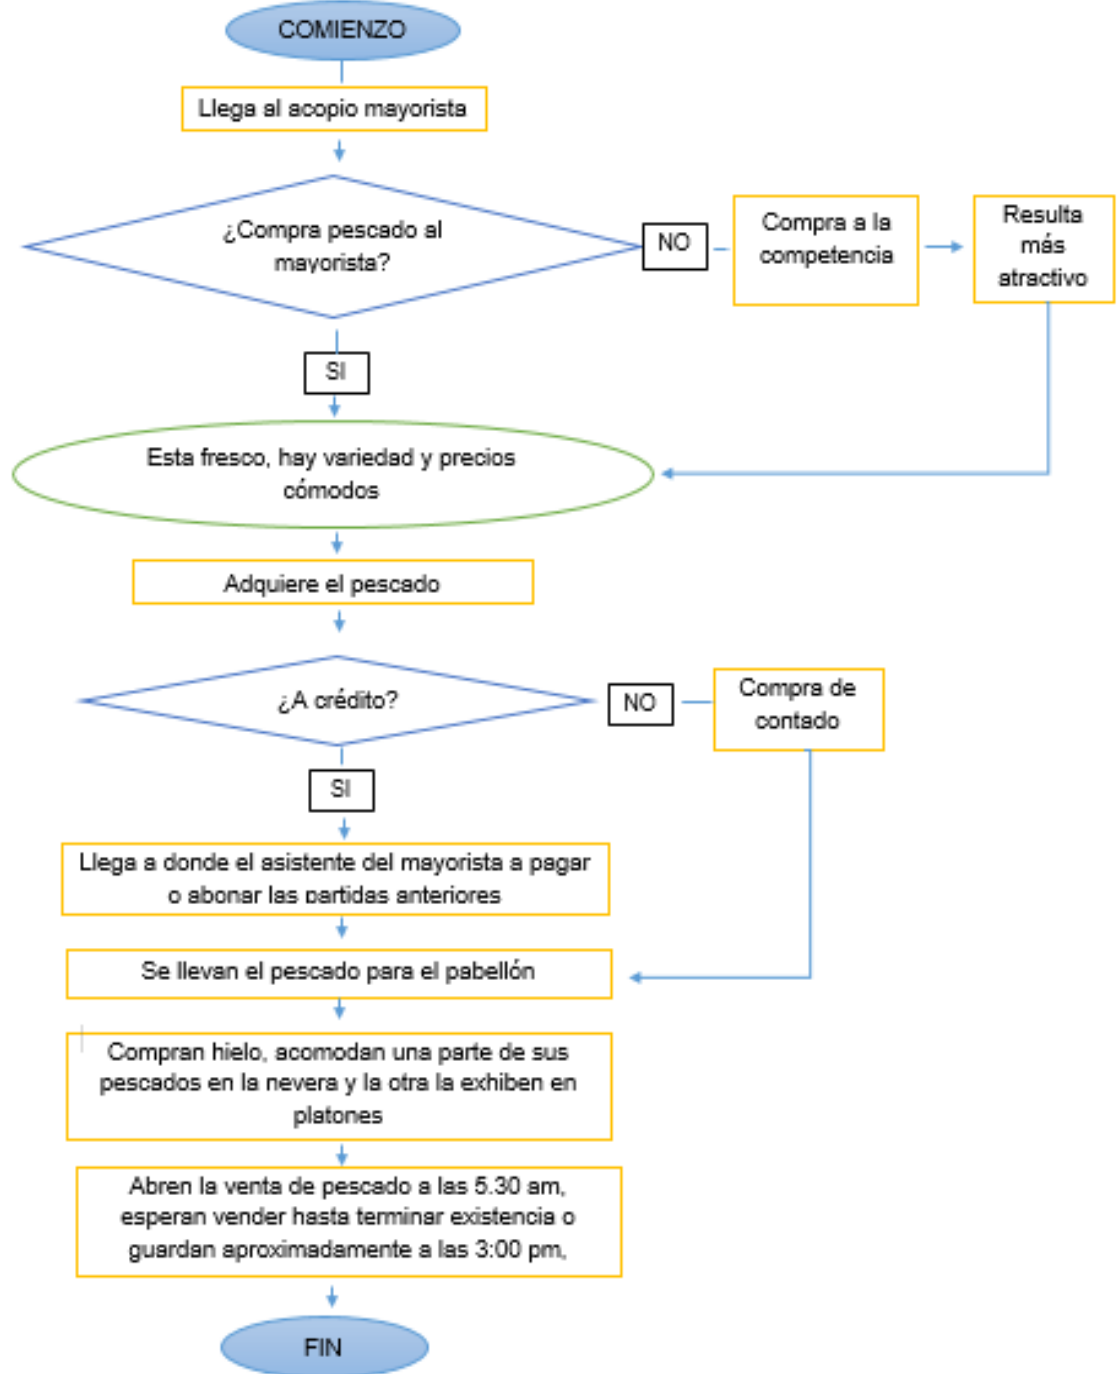 COMIENZO
Llega al acopio mayorista
¿Compra pescado al
mayorista?
NO
Compra a la
competencia
Resulta
más
atractivo
SI
Esta fresco, hay variedad y precios
cómodos
Adquiere el pescado
¿A crédito?
NO
Compra de
contado
SI
Llega a donde el asistente del mayorista a pagar
o abonar las partidas anteriores
Se llevan el pescado para el pabellón
Compran hielo, acomodan una parte de sus
pescados en la nevera y la otra la exhiben en
platones
Abren la venta de pescado a las 5.30 am,
esperan vender hasta terminar existencia o
guardan aproximadamente a las 3:00 pm,
FIN